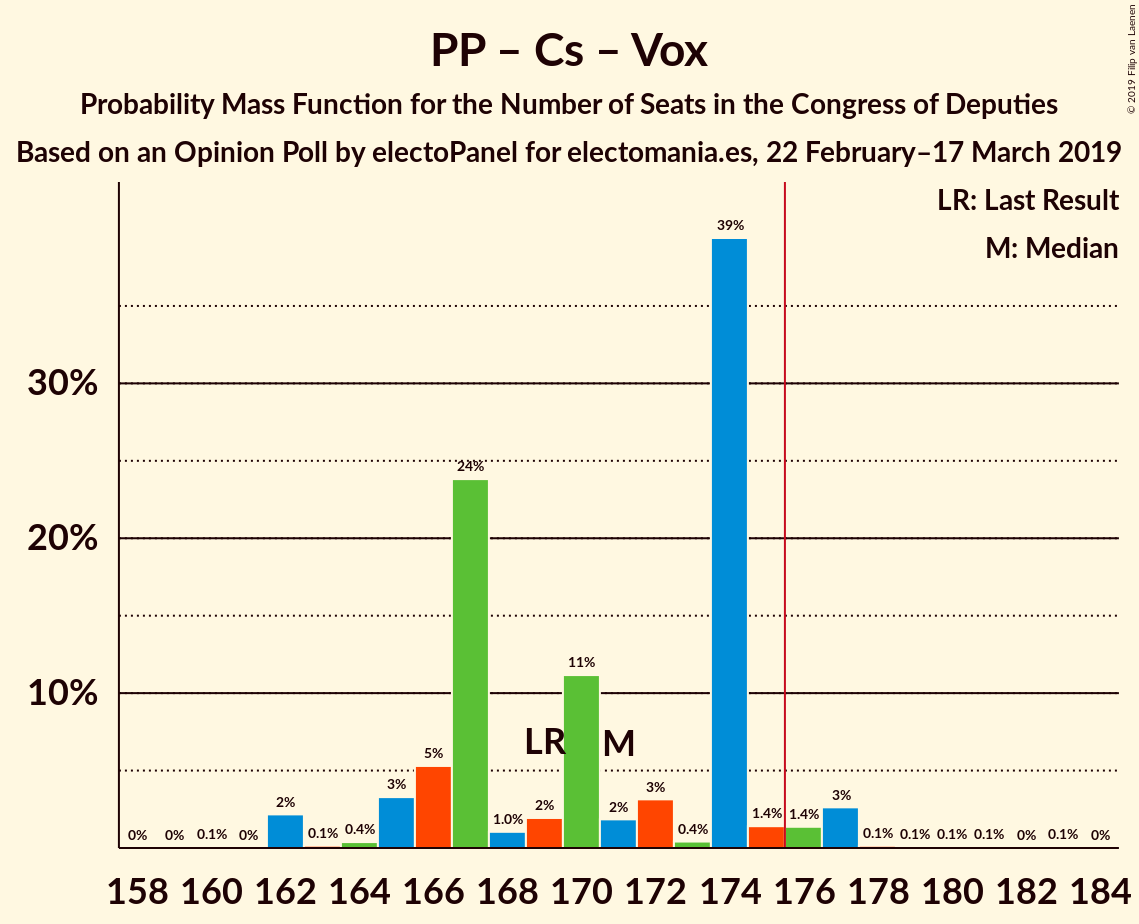 PP – Cs – Vox
Probability Mass Function for the Number of Seats in the Congress of Deputies
Based on an Opinion Poll by electoPanel for electomania.es, 22 February–17 March 2019
© 2019 Filip van Laenen
LR: Last Result
M: Median
39%
30%
24%
20%
11%
10%
LR M
5%
3% 3%
3%
2% 2% 2%
1.0% 1.4% 1.4%
0% 0% 0.1% 0% 0.1% 0.4% 0.4% 0.1% 0.1% 0.1% 0.1% 0% 0.1% 0%
158 160 162 164 166 168 170 172 174 176 178 180 182 184